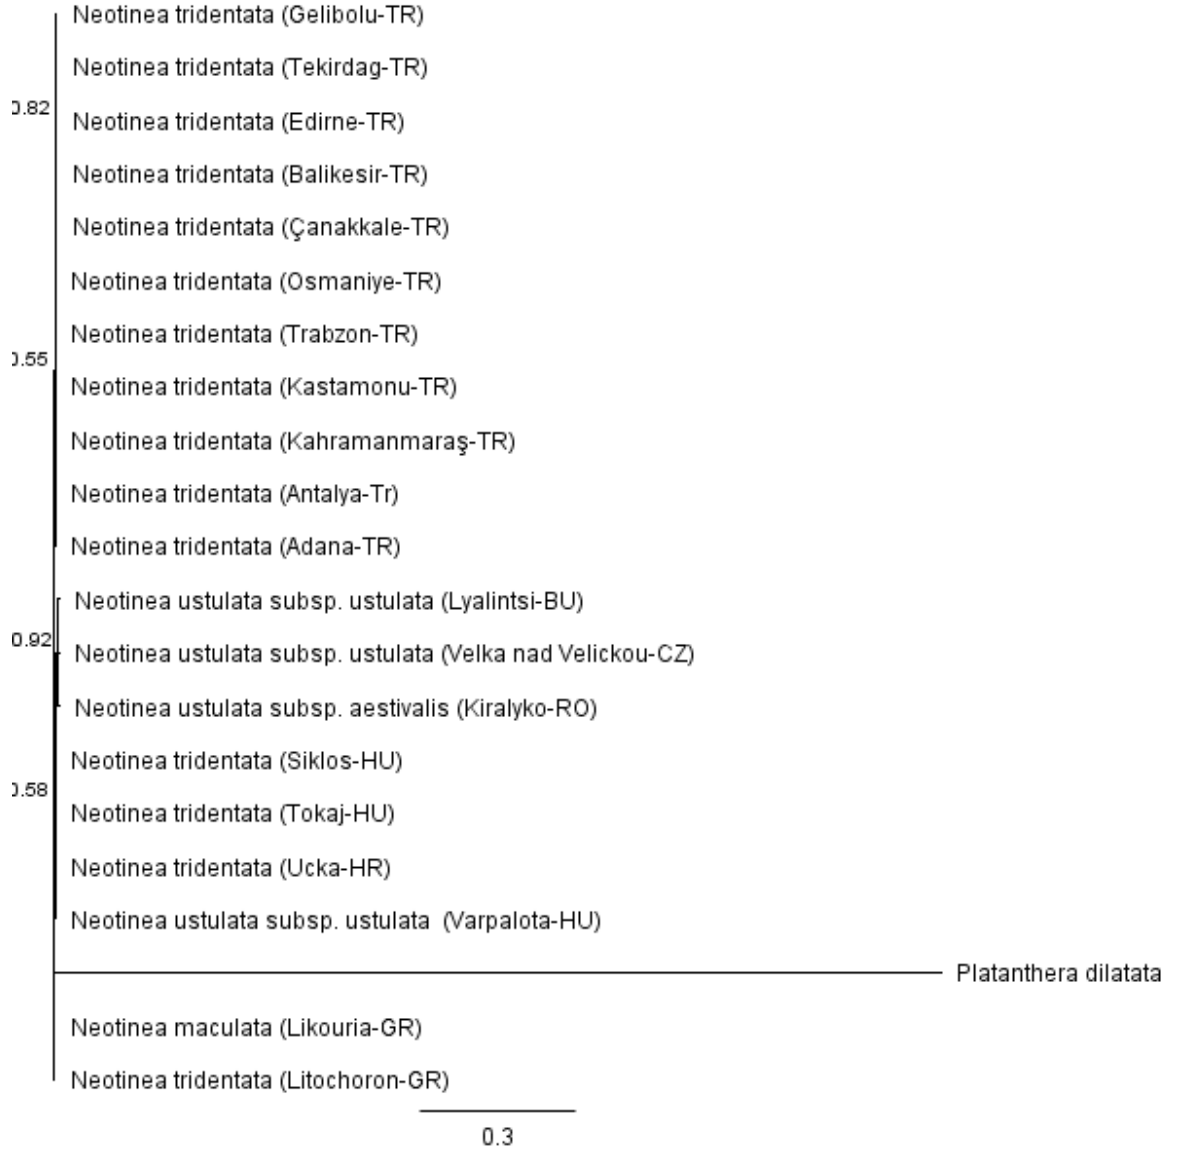 Neotinea tridentata (Gelibolu-TR)
Neotinea tridentata (Tekirdag-TR)
0.82
Neotinea tridentata (Edirne-TR)
Neotinea tridentata (Balikesir-TR)
Neotinea tridentata (Çanakkale-TR)
Neotinea tridentata (Osmaniye-TR)
Neotinea tridentata (Trabzon-TR)
0.55
Neotinea tridentata (Kastamonu-TR)
Neotinea tridentata (Kahramanmaraş-TR)
Neotinea tridentata (Antalya-Tr)
Neotinea tridentata (Adana-TR)
Neotinea ustulata subsp. ustulata (Lyalintsi-BU)
0.92
Neotinea ustulata subsp. ustulata (Velka nad Velickou-CZ)
Neotinea ustulata subsp. aestivalis (Kiralyko-RO)
Neotinea tridentata (Siklos-HU)
0.58
Neotinea tridentata (Tokaj-HU)
Neotinea tridentata (Ucka-HR)
Neotinea ustulata subsp. ustulata (Varpalota-HU)
Platanthera dilatata
Neotinea maculata (Likouria-GR)
Neotinea tridentata (Litochoron-GR)
0.3